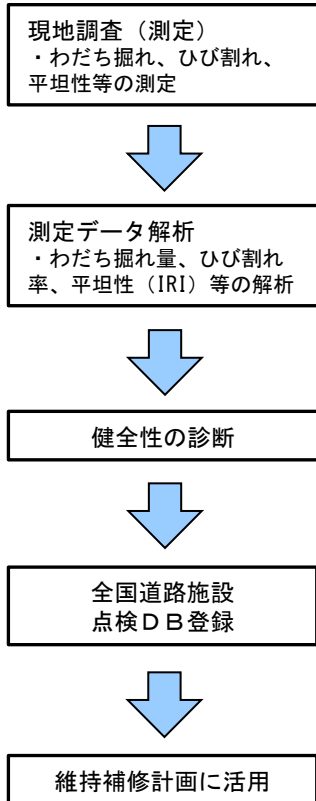 現地調査（測定）
・わだち掘れ、ひび割れ、
平坦性等の測定
測定データ解析
・わだち掘れ量、ひび割れ
率、平坦性（IRI）等の解析
健全性の診断
全国道路施設
点検ＤＢ登録
維持補修計画に活用